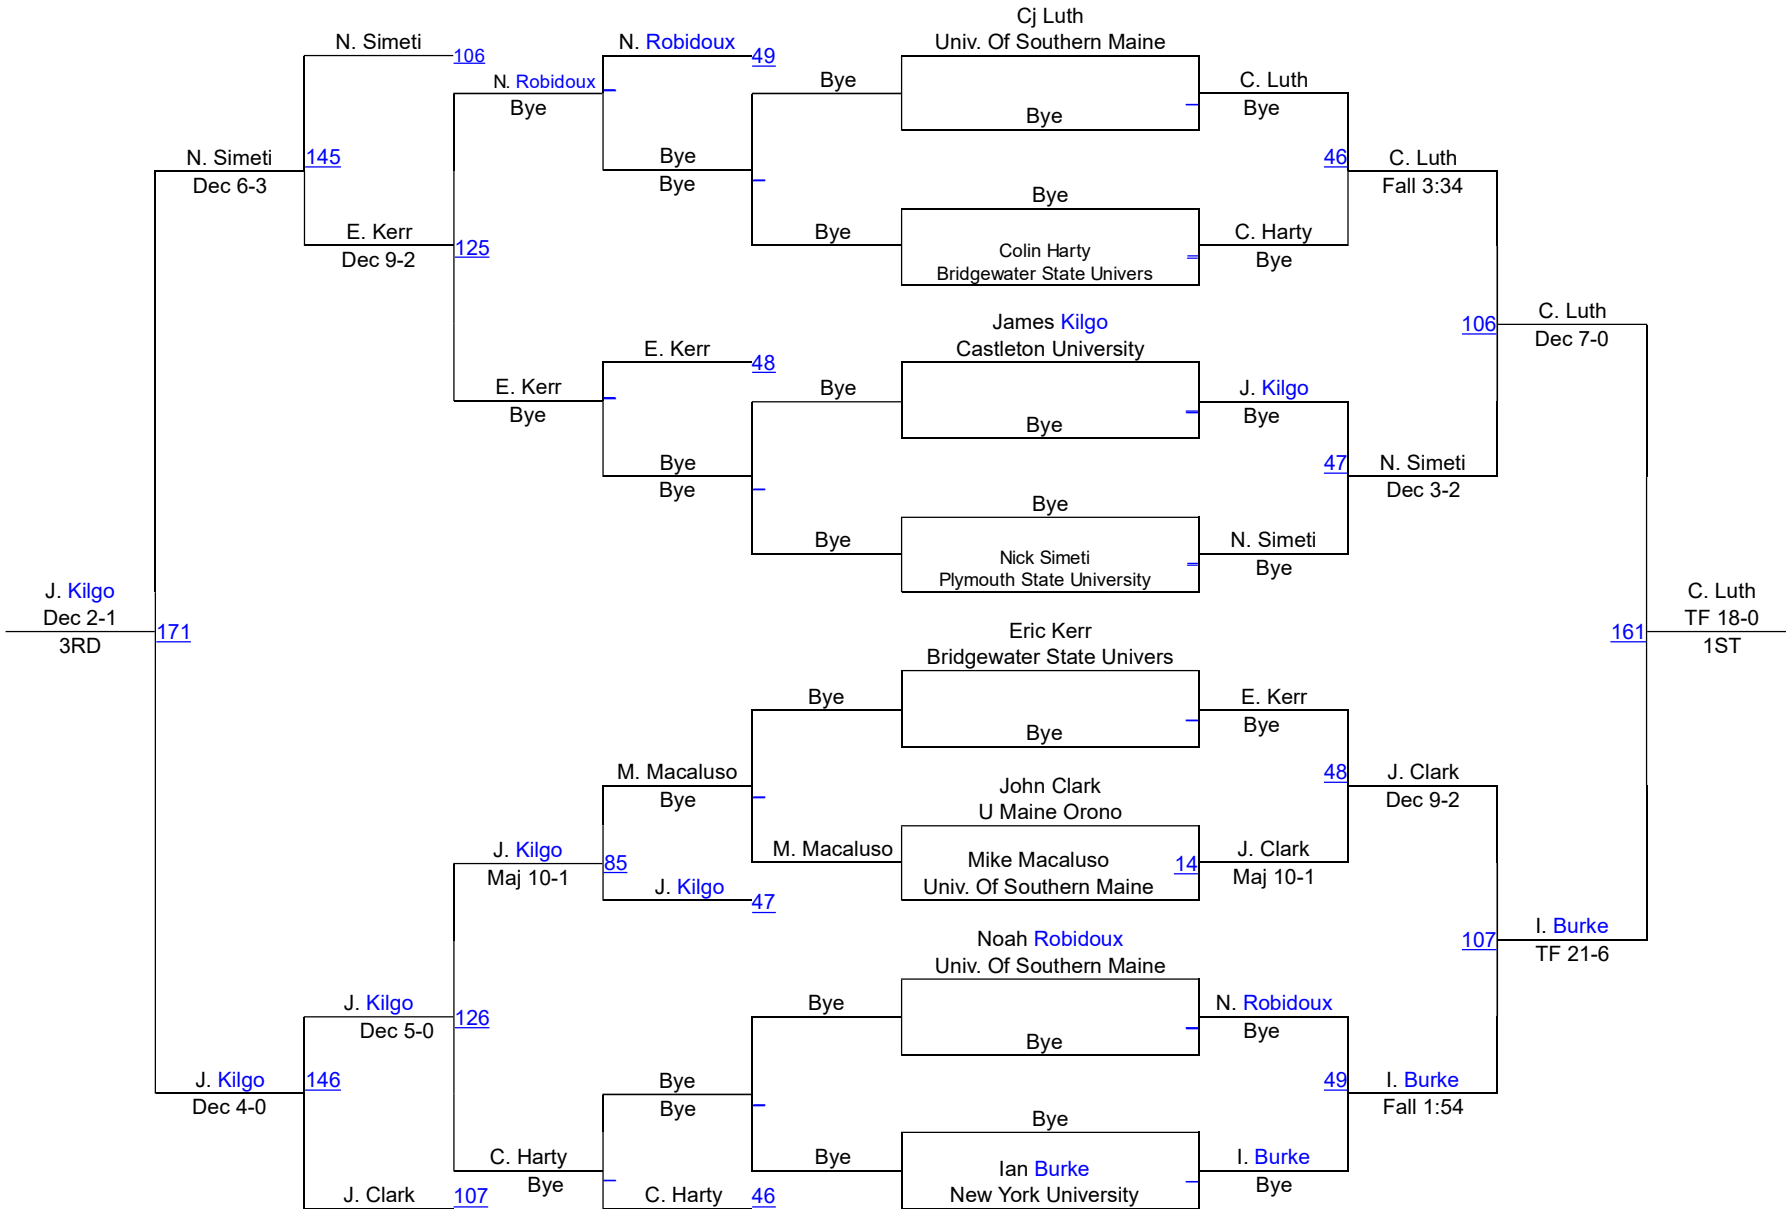 Cj Luth
N. Simeti N. Robidoux Univ. Of Southern Maine
106 49
N. Robidoux Bye C. Luth
Bye Bye Bye
N. Simeti 145 Bye 46 C. Luth
Dec 6-3 Bye Fall 3:34
Bye
E. Kerr Bye C. Harty
Dec 9-2 125 Colin Harty Bye
Bridgewater State Univers
James Kilgo C. Luth
E. Kerr Castleton University 106 Dec 7-0
48
E. Kerr Bye J. Kilgo
Bye Bye Bye
Bye 47 N. Simeti
Bye Dec 3-2
Bye
Bye N. Simeti
Nick Simeti Bye
Plymouth State University
J. Kilgo C. Luth
Dec 2-1 TF 18-0
171 Eric Kerr 161
3RD 1ST
Bridgewater State Univers
Bye E. Kerr
Bye Bye
M. Macaluso 48 J. Clark
Bye John Clark Dec 9-2
U Maine Orono
J. Kilgo M. Macaluso J. Clark
Maj 10-1 85 Mike Macaluso 14 Maj 10-1
J. Kilgo Univ. Of Southern Maine
47
Noah Robidoux I. Burke
Univ. Of Southern Maine 107 TF 21-6
J. Kilgo Bye N. Robidoux
Dec 5-0 126 Bye Bye
J. Kilgo 146 Bye 49 I. Burke
Dec 4-0 Bye Fall 1:54
Bye
C. Harty Bye Ian Burke I. Burke
Bye Bye
J. Clark 107 C. Harty 46 New York University